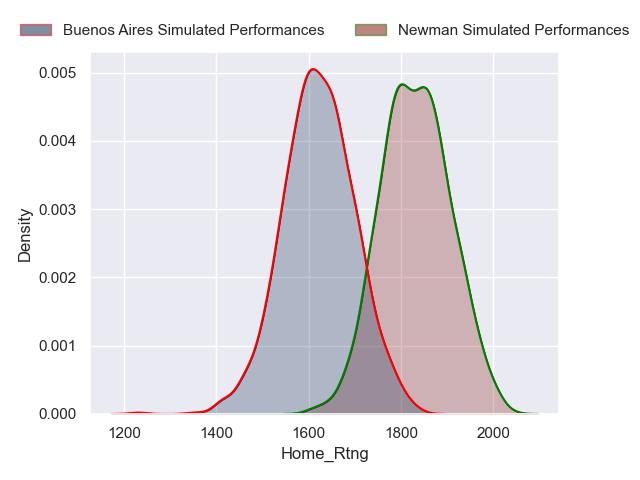 Buenos Aires Simulated Performances
Newman Simulated Performances
0.005
0.004
0.003
0.002
0.001
0.000
Density
1200 1400 1600 1800 2000
Home_Rtng